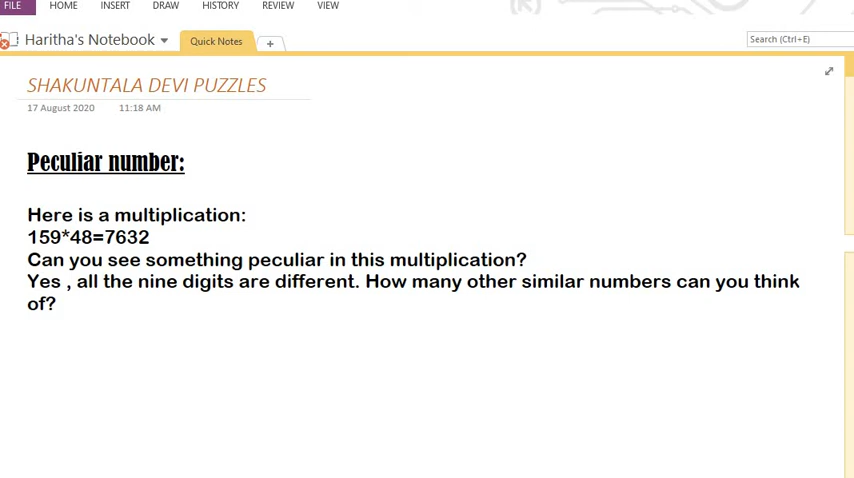 FILE HOME INSERT DRAW HISTORY REVIEW VIEW
Haritha's Notebook Quick Notes + Search (Ctrl+E)
SHAKUNTALA DEVI PUZZLES
17 August 2020 11:18 AM
Peculiar number:
Here is a multiplication:
159*48=7632
Can you see something peculiar in this multiplication?
Yes , all the nine digits are different. How many other similar numbers can you think
of?